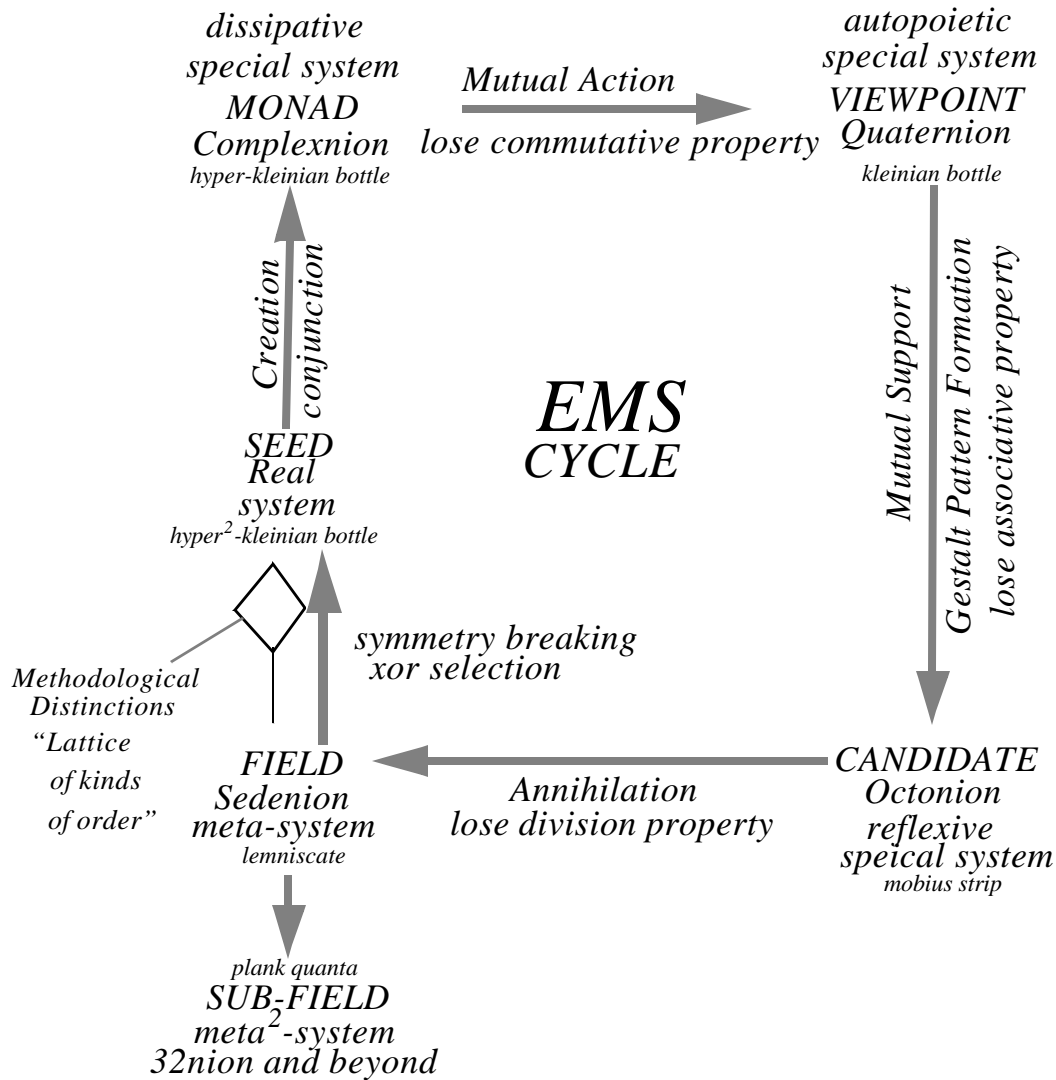 dissipative
special system
MONAD
Complexnion
hyper-kleinian bottle
Mutual Action
lose commutative property
autopoietic
special system
VIEWPOINT
Quaternion
kleinian bottle
Creation
conjunction
Mutual Support
Gestalt Pattern Formation
lose associative property
EMS
CYCLE
SEED
Real
system
hyper²-kleinian bottle
symmetry breaking
xor selection
Methodological
Distinctions
“Lattice
of kinds
of order”
FIELD
Sedenion
meta-system
lemniscate
Annihilation
lose division property
CANDIDATE
Octonion
reflexive
speical system
mobius strip
plank quanta
SUB-FIELD
meta²-system
32nion and beyond